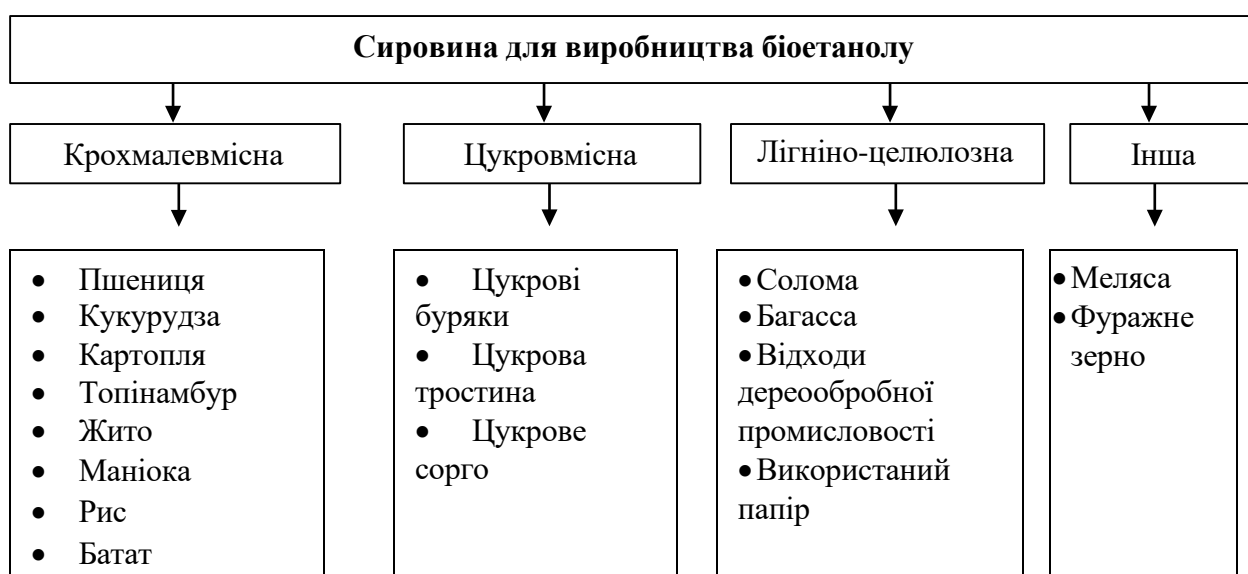 Сировина для виробництва біоетанолу
Крохмалевмісна
Цукровмісна
Лігніно-целюлозна
Інша
• Пшениця
• Кукурудза
• Картопля
• Топінамбур
• Жито
• Маніока
• Рис
• Батат
• Цукрові
буряки
• Цукрова
тростина
• Цукрове
сорго
• Солома
• Багасса
• Відходи
дереообробної
промисловості
• Використаний
папір
• Меляса
• Фуражне
зерно